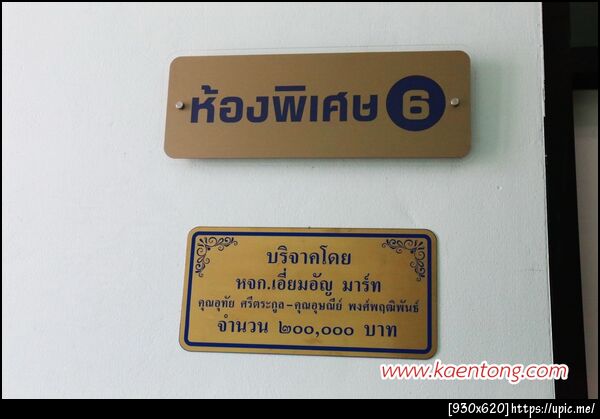 ห้องพิเศษ 6
บริจาคโดย
หจก.เอี่ยมอัญ มาร์ท
คุณอุทัย ศรีตระกูล-คุณอุษณีย์ พงศ์พฤฒิพันธ์
จำนวน ๒๐๐,๐๐๐ บาท
www.kaentong.com
[930x620]https://upic.me/